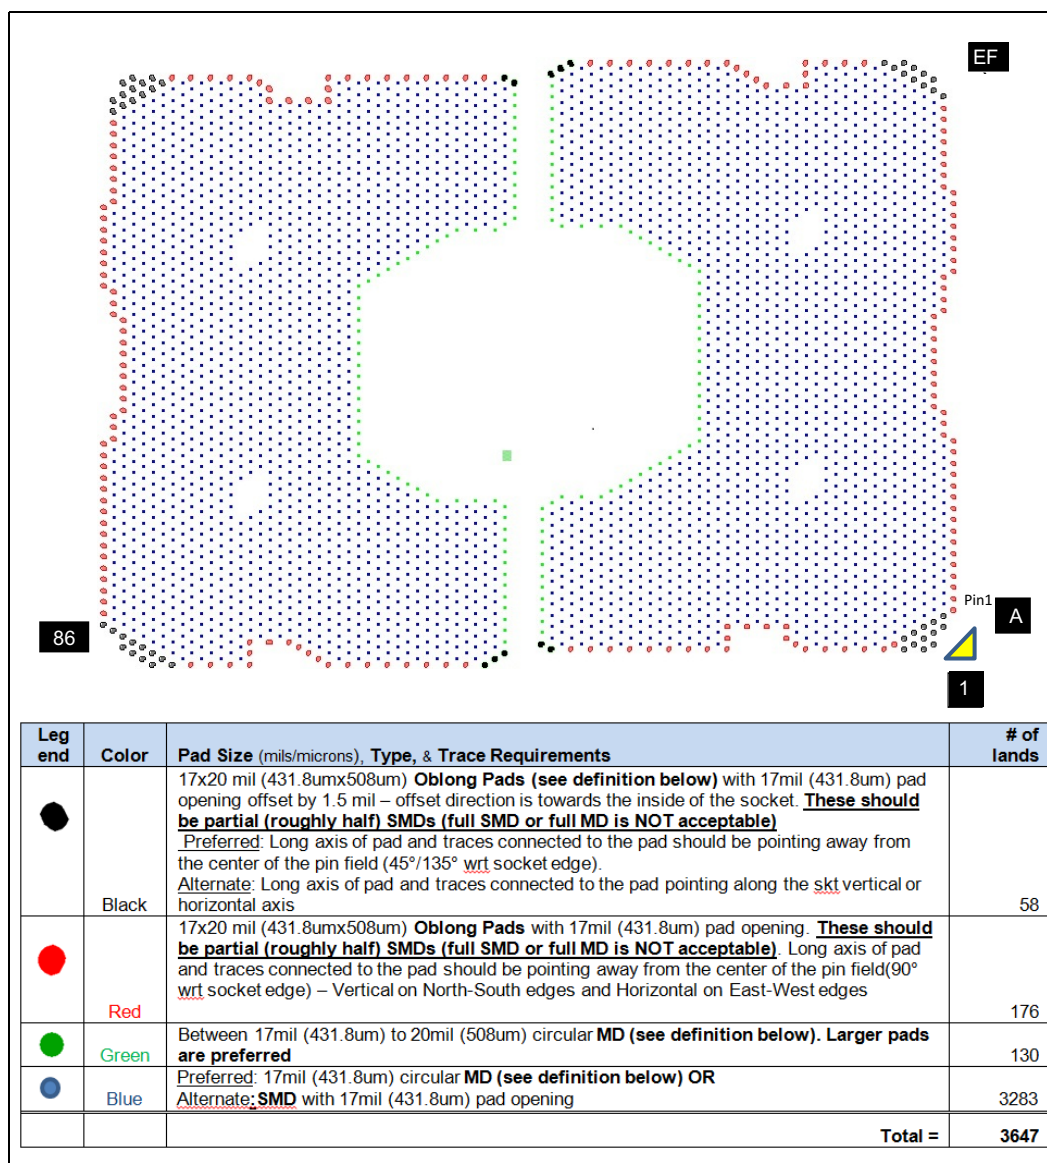 EF
Pin1
A
86
1
Leg
end
Color
Pad Size (mils/microns), Type, & Trace Requirements
# of
lands
17x20 mil (431.8umx508um) Oblong Pads (see definition below) with 17mil (431.8um) pad
opening offset by 1.5 mil – offset direction is towards the inside of the socket. These should
be partial (roughly half) SMDs (full SMD or full MD is NOT acceptable)
Preferred: Long axis of pad and traces connected to the pad should be pointing away from
the center of the pin field (45°/135° wrt socket edge).
Alternate: Long axis of pad and traces connected to the pad pointing along the skt vertical or
horizontal axis
Black
58
17x20 mil (431.8umx508um) Oblong Pads with 17mil (431.8um) pad opening. These should
be partial (roughly half) SMDs (full SMD or full MD is NOT acceptable). Long axis of pad
and traces connected to the pad should be pointing away from the center of the pin field(90°
wrt socket edge) – Vertical on North-South edges and Horizontal on East-West edges
Red
176
Between 17mil (431.8um) to 20mil (508um) circular MD (see definition below). Larger pads
are preferred
Green
130
Preferred: 17mil (431.8um) circular MD (see definition below) OR
Alternate: SMD with 17mil (431.8um) pad opening
Blue
3283
Total =
3647